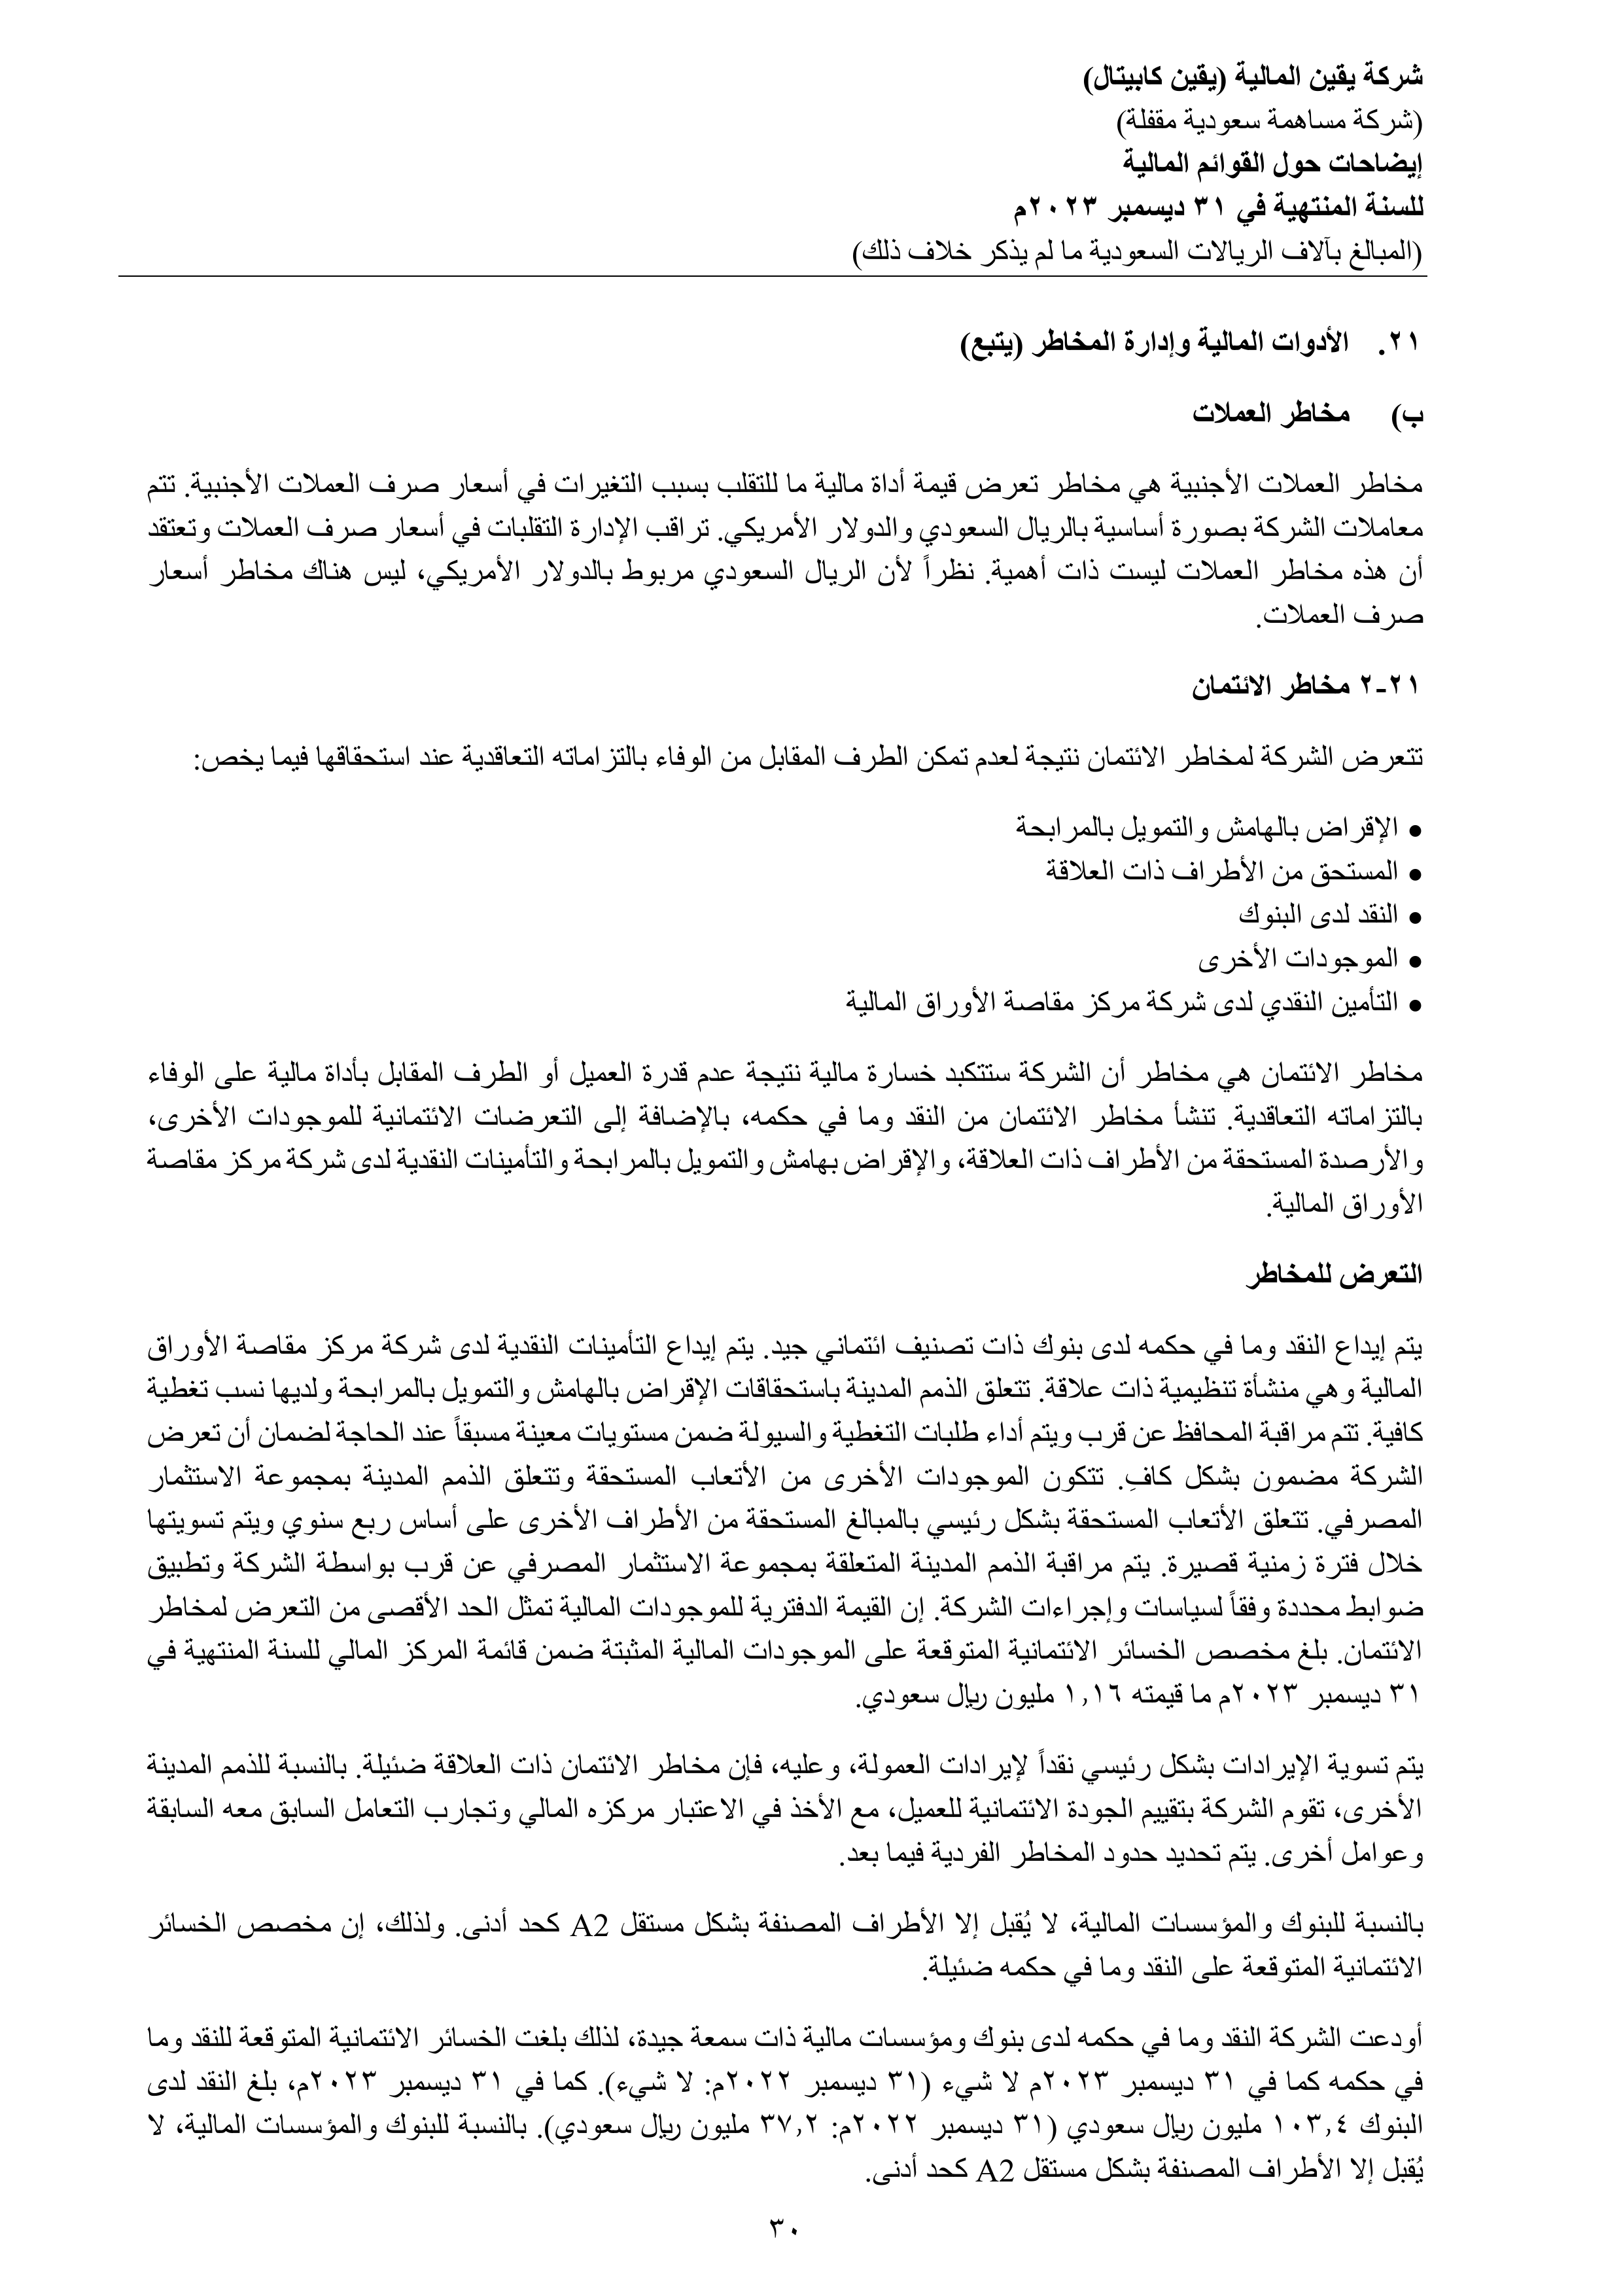 شركة يقين المالية (يقين كابيتال)
(شركة مساهمة سعودية مقفلة)
إيضاحات حول القوائم المالية
للسنة المنتهية في ٣١ ديسمبر ٢٠٢٣م
(المبالغ بآلاف الريالات السعودية ما لم يذكر خلاف ذلك)
٢١. الأدوات المالية وإدارة المخاطر (يتبع)
ب) مخاطر العملات
مخاطر العملات الأجنبية هي مخاطر تعرض قيمة أداة مالية ما للتقلب بسبب التغيرات في أسعار صرف العملات الأجنبية. تتم
معاملات الشركة بصورة أساسية بالريال السعودي والدولار الأمريكي. تراقب الإدارة التقلبات في أسعار صرف العملات وتعتقد
أن هذه مخاطر العملات ليست ذات أهمية. نظراً لأن الريال السعودي مربوط بالدولار الأمريكي، ليس هناك مخاطر أسعار
صرف العملات.
٢١-٢ مخاطر الائتمان
تتعرض الشركة لمخاطر الائتمان نتيجة لعدم تمكن الطرف المقابل من الوفاء بالتزاماته التعاقدية عند استحقاقها فيما يخص:
• الإقراض بالهامش والتمويل بالمرابحة
• المستحق من الأطراف ذات العلاقة
• النقد لدى البنوك
• الموجودات الأخرى
• التأمين النقدي لدى شركة مركز مقاصة الأوراق المالية
مخاطر الائتمان هي مخاطر أن الشركة ستتكبد خسارة مالية نتيجة عدم قدرة العميل أو الطرف المقابل بأداة مالية على الوفاء
بالتزاماته التعاقدية. تنشأ مخاطر الائتمان من النقد وما في حكمه، بالإضافة إلى التعرضات الائتمانية للموجودات الأخرى،
والأرصدة المستحقة من الأطراف ذات العلاقة، والإقراض بهامش والتمويل بالمرابحة والتأمينات النقدية لدى شركة مركز مقاصة
الأوراق المالية.
التعرض للمخاطر
يتم إيداع النقد وما في حكمه لدى بنوك ذات تصنيف ائتماني جيد. يتم إيداع التأمينات النقدية لدى شركة مركز مقاصة الأوراق
المالية وهي منشأة تنظيمية ذات علاقة. تتعلق الذمم المدينة باستحقاقات الإقراض بالهامش والتمويل بالمرابحة ولديها نسب تغطية
كافية. تتم مراقبة المحافظ عن قرب ويتم أداء طلبات التغطية والسيولة ضمن مستويات معينة مسبقاً عند الحاجة لضمان أن تعرض
الشركة مضمون بشكل كافِ. تتكون الموجودات الأخرى من الأتعاب المستحقة وتتعلق الذمم المدينة بمجموعة الاستثمار
المصرفي. تتعلق الأتعاب المستحقة بشكل رئيسي بالمبالغ المستحقة من الأطراف الأخرى على أساس ربع سنوي ويتم تسويتها
خلال فترة زمنية قصيرة. يتم مراقبة الذمم المدينة المتعلقة بمجموعة الاستثمار المصرفي عن قرب بواسطة الشركة وتطبيق
ضوابط محددة وفقاً لسياسات وإجراءات الشركة. إن القيمة الدفترية للموجودات المالية تمثل الحد الأقصى من التعرض لمخاطر
الائتمان. بلغ مخصص الخسائر الائتمانية المتوقعة على الموجودات المالية المثبتة ضمن قائمة المركز المالي للسنة المنتهية في
٣١ ديسمبر ٢٠٢٣م ما قيمته ١,١٦ مليون ريال سعودي.
يتم تسوية الإيرادات بشكل رئيسي نقداً لإيرادات العمولة، وعليه، فإن مخاطر الائتمان ذات العلاقة ضئيلة. بالنسبة للذمم المدينة
الأخرى، تقوم الشركة بتقييم الجودة الائتمانية للعميل، مع الأخذ في الاعتبار مركزه المالي وتجارب التعامل السابق معه السابقة
وعوامل أخرى. يتم تحديد حدود المخاطر الفردية فيما بعد.
بالنسبة للبنوك والمؤسسات المالية، لا يُقبل إلا الأطراف المصنفة بشكل مستقل A2 كحد أدنى. ولذلك، إن مخصص الخسائر
الائتمانية المتوقعة على النقد وما في حكمه ضئيلة.
أودعت الشركة النقد وما في حكمه لدى بنوك ومؤسسات مالية ذات سمعة جيدة، لذلك بلغت الخسائر الائتمانية المتوقعة للنقد وما
في حكمه كما في ٣١ ديسمبر ٢٠٢٣م لا شيء (٣١ ديسمبر ٢٠٢٢م: لا شيء). كما في ٣١ ديسمبر ٢٠٢٣م، بلغ النقد لدى
البنوك ١٠٣,٤ مليون ريال سعودي (٣١ ديسمبر ٢٠٢٢م: ٣٧,٢ مليون ريال سعودي). بالنسبة للبنوك والمؤسسات المالية، لا
يُقبل إلا الأطراف المصنفة بشكل مستقل A2 كحد أدنى.
٣٠